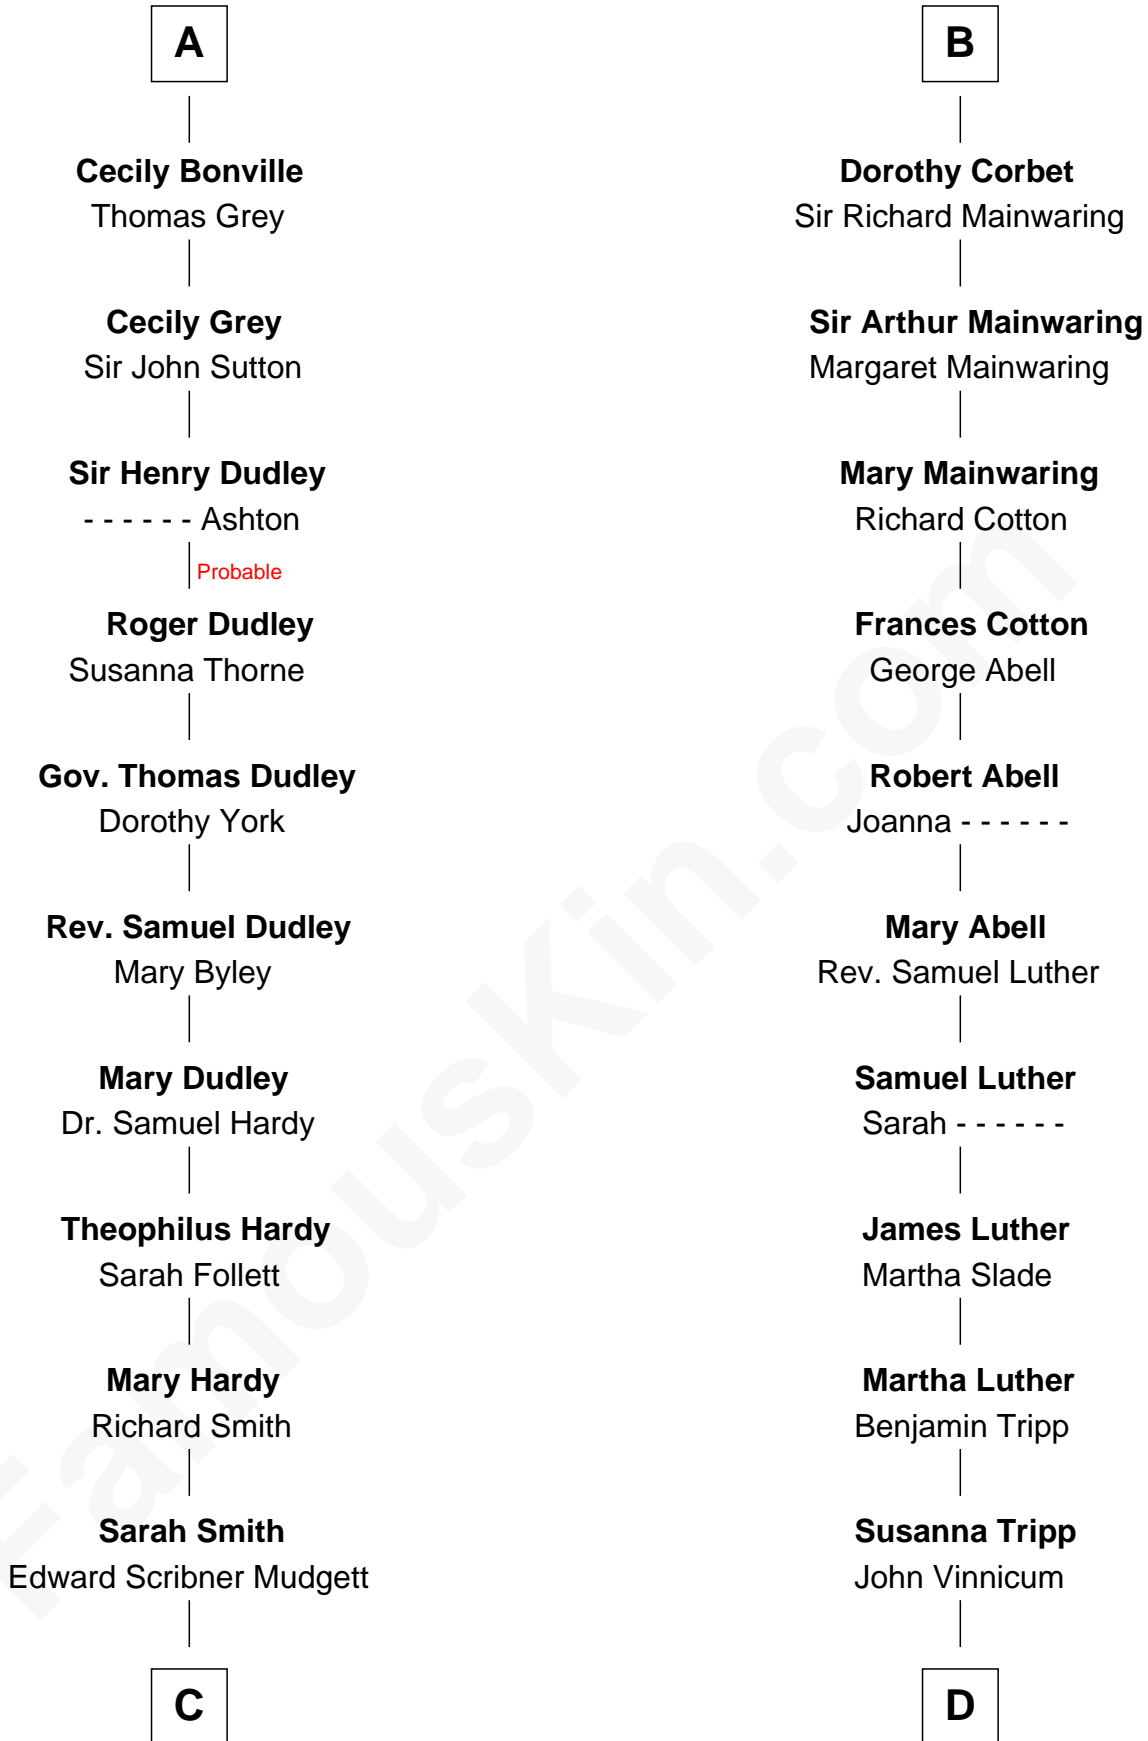 A
Cecily Bonville
Thomas Grey
Cecily Grey
Sir John Sutton
Sir Henry Dudley
- - - - - - Ashton
Probable
Roger Dudley
Susanna Thorne
Gov. Thomas Dudley
Dorothy York
Rev. Samuel Dudley
Mary Byley
Mary Dudley
Dr. Samuel Hardy
Theophilus Hardy
Sarah Follett
Mary Hardy
Richard Smith
Sarah Smith
Edward Scribner Mudgett
C
B
Dorothy Corbet
Sir Richard Mainwaring
Sir Arthur Mainwaring
Margaret Mainwaring
Mary Mainwaring
Richard Cotton
Frances Cotton
George Abell
Robert Abell
Joanna - - - - - -
Mary Abell
Rev. Samuel Luther
Samuel Luther
Sarah - - - - - -
James Luther
Martha Slade
Martha Luther
Benjamin Tripp
Susanna Tripp
John Vinnicum
D
FamousKin.com